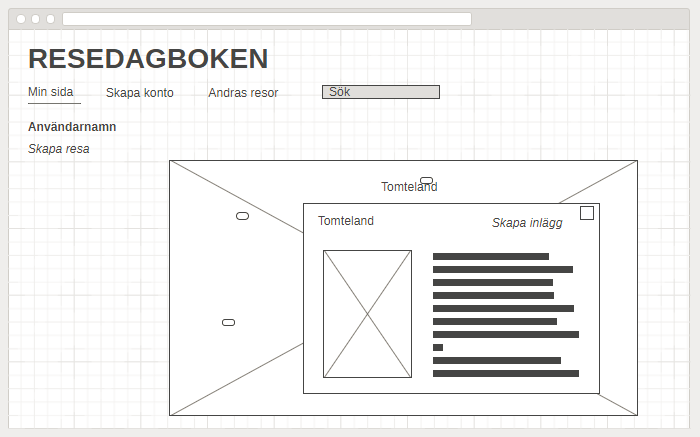 RESEDAGBOKEN
Min sida
Skapa konto
Andras resor
Sök
Användarnamn
Skapa resa
Tomteland
Tomteland
Skapa inlägg